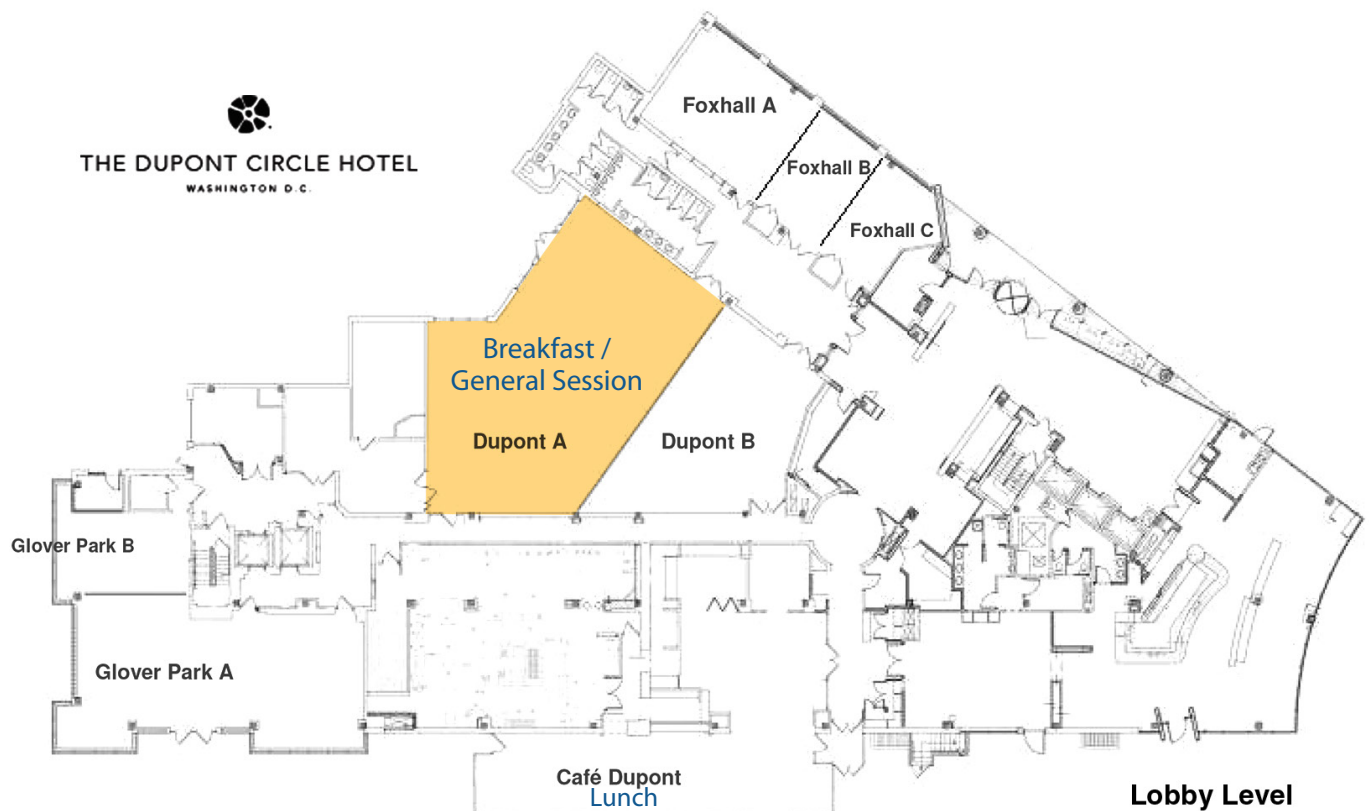 THE DUPONT CIRCLE HOTEL
WASHINGTON D.C.
Foxhall A
Foxhall B
Foxhall C
Breakfast /
General Session
Dupont A
Dupont B
Glover Park B
Glover Park A
Café Dupont
Lunch
Lobby Level